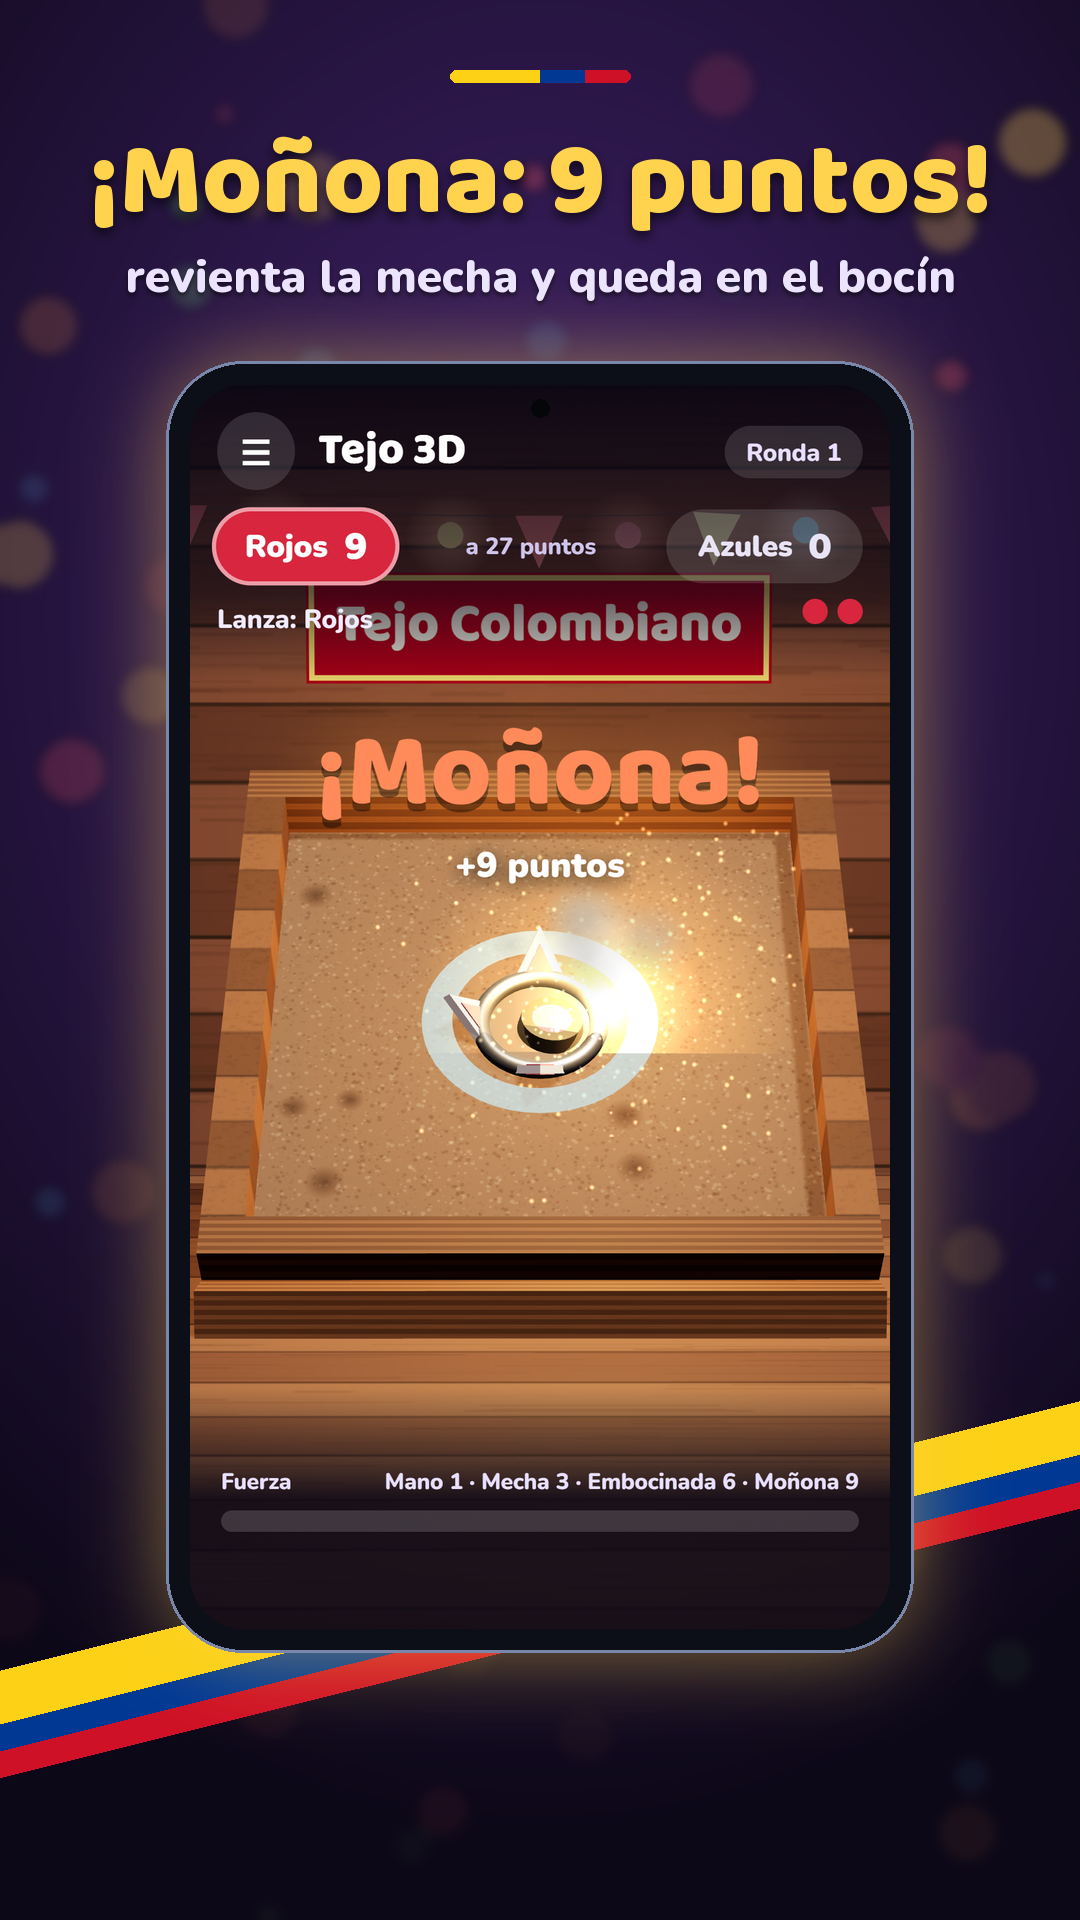 ¡Moñona: 9 puntos!
revienta la mecha y queda en el bocín
☰ Tejo 3D
Ronda 1
Rojos 9
a 27 puntos
Azules 0
Lanza: Rojos
Tejo Colombiano
¡Moñona!
+9 puntos
Fuerza
Mano 1 · Mecha 3 · Embocinada 6 · Moñona 9